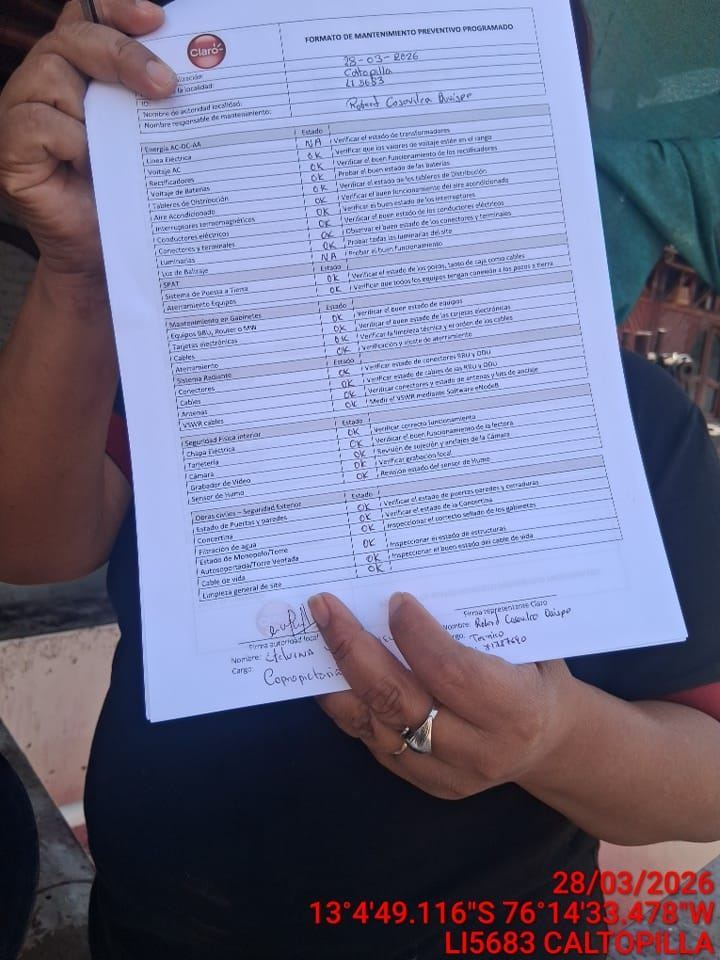 Claro
FORMATO DE MANTENIMIENTO PREVENTIVO PROGRAMADO
28-03-2026
la localidad: Caltopilla
ID: LI5683
Nombre de autoridad localidad:
Nombre responsable de mantenimiento: Robert Casavilca Quispe
Energía AC-DC-AA Estado
Línea Eléctrica NA Verificar el estado de transformadores
Voltaje AC OK Verificar que los valores de voltaje estén en el rango
Rectificadores OK Verificar el buen funcionamiento de los rectificadores
Voltaje de Baterías OK Probar el buen estado de las baterías
Tableros de Distribución OK Verificar el estado de los tableros de Distribución
Aire Acondicionado OK Verificar el buen funcionamiento del aire acondicionado
Interruptores termomagnéticos OK Verificar el buen estado de los interruptores
Conductores eléctricos OK Verificar el buen estado de los conductores eléctricos
Conectores y terminales OK Observar el buen estado de los conectores y terminales
Luminarias OK Probar todas las luminarias del site
Luz de Balizaje NA Probar el buen funcionamiento
SPAT Estado
Sistema de Puesta a Tierra OK Verificar el estado de los pozos, tanto de caja como cables
Aterramiento Equipos OK Verificar que todos los equipos tengan conexión a los pozos a tierra
Mantenimiento en Gabinetes Estado
Equipos BBU, Router o MW OK Verificar el buen estado de equipos
Tarjetas electrónicas OK Verificar el buen estado de las tarjetas electrónicas
Cables OK Verificar la limpieza técnica y el orden de los cables
Aterramiento OK Verificación y ajuste de aterramiento
Sistema Radiante Estado
Conectores OK Verificar estado de conectores RRU y DDU
Cables OK Verificar estado de cables de las RRU y DDU
Antenas OK Verificar conectores y estado de antenas y kits de anclaje
VSWR cables OK Medir el VSWR mediante Software eNodeB
Seguridad Física interior Estado
Chapa Eléctrica OK Verificar correcto funcionamiento
Tarjetería OK Verificar el buen funcionamiento de la lectora
Cámara OK Revisión de sujeción y anclajes de la Cámara
Grabador de Video OK Verificar grabación local
Sensor de Humo OK Revisión estado del sensor de Humo
Obras civiles – Seguridad Exterior Estado
Estado de Puertas y paredes OK Verificar el estado de puertas paredes y cerraduras
Concertina OK Verificar el estado de la Concertina
Filtración de agua OK Inspeccionar el correcto sellado de los gabinetes
Estado de Monopolo/Torre
Autosoportada/Torre Ventada OK Inspeccionar el estado de estructuras
Cable de vida OK Inspeccionar el buen estado del cable de vida
Limpieza general de site OK
Firma autoridad local
Nombre:
Cargo: Copropietaria
Firma representante Claro
Nombre: Robert Casavilca Quispe
Tecnico
28/03/2026
13°4'49.116"S 76°14'33.478"W
LI5683 CALTOPILLA